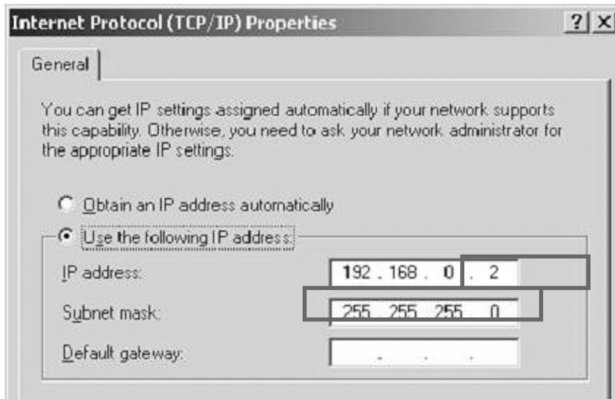 Internet Protocol (TCP/IP) Properties
General
You can get IP settings assigned automatically if your network supports
this capability. Otherwise, you need to ask your network administrator for
the appropriate IP settings.
Obtain an IP address automatically
Use the following IP address:
IP address: 192 . 168 . 0 . 2
Subnet mask: 255 . 255 . 255 . 0
Default gateway: . . .